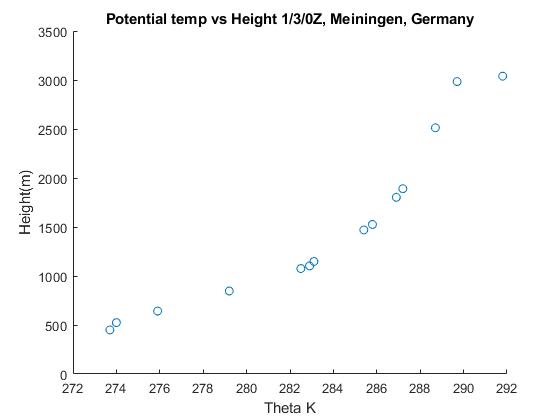 Potential temp vs Height 1/3/0Z, Meiningen, Germany
3500
3000
2500
2000
1500
1000
500
0
Height(m)
272 274 276 278 280 282 284 286 288 290 292
Theta K